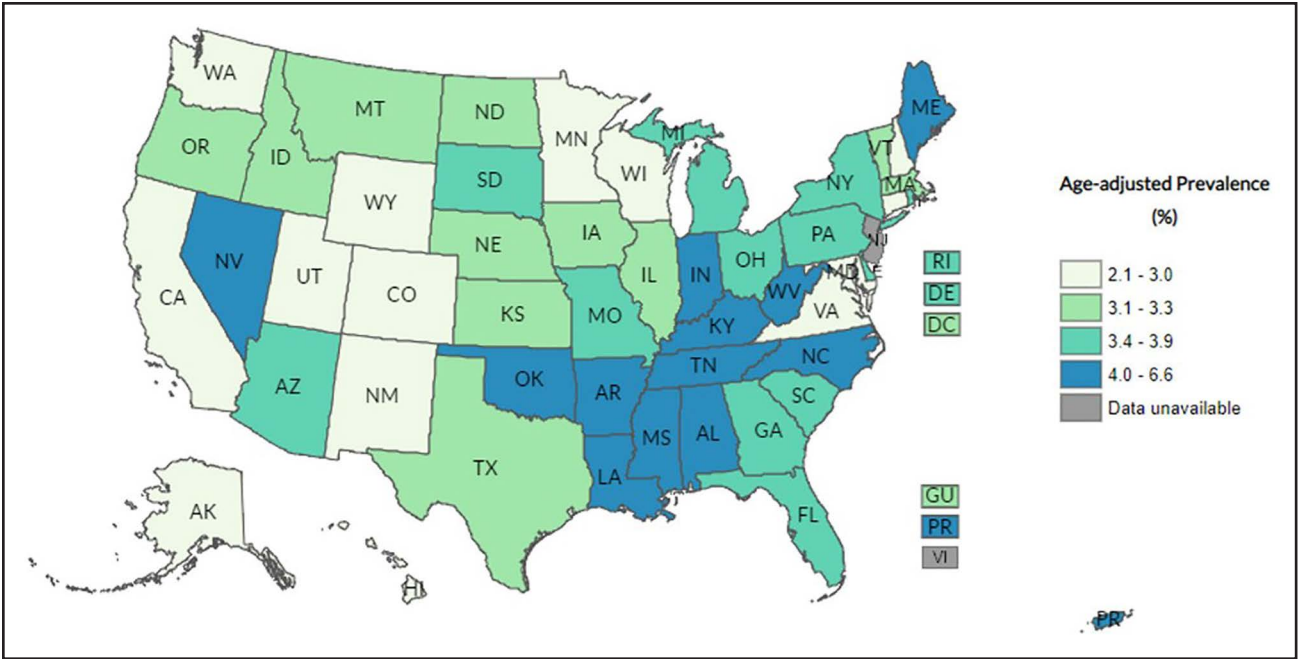 WA
MT
ND
MN
MI
ME
OR
ID
SD
WI
VT
NY
MA
WY
NE
IA
PA
NJ
NV
UT
CO
IL
IN
OH
MD
WV
VA
CA
KS
MO
KY
AZ
NM
OK
AR
TN
NC
SC
TX
MS
AL
GA
LA
FL
AK
HI
RI
DE
DC
GU
PR
VI
PR
Age-adjusted Prevalence
(%)
2.1 - 3.0
3.1 - 3.3
3.4 - 3.9
4.0 - 6.6
Data unavailable